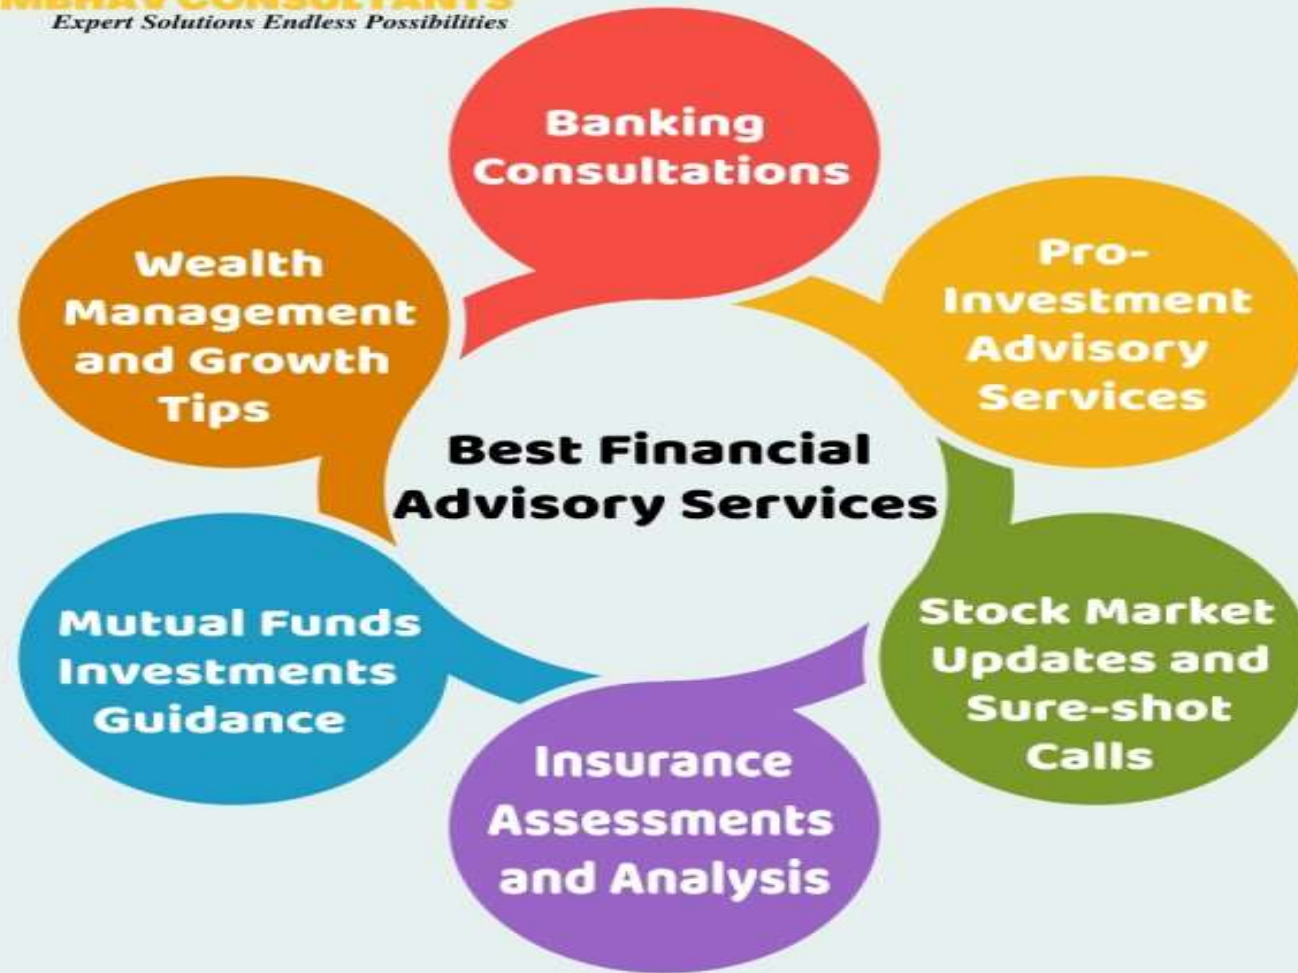 CONSULTANTS
Expert Solutions Endless Possibilities
Banking
Consultations
Pro-
Investment
Advisory
Services
Stock Market
Updates and
Sure-shot
Calls
Insurance
Assessments
and Analysis
Mutual Funds
Investments
Guidance
Wealth
Management
and Growth
Tips
Best Financial
Advisory Services